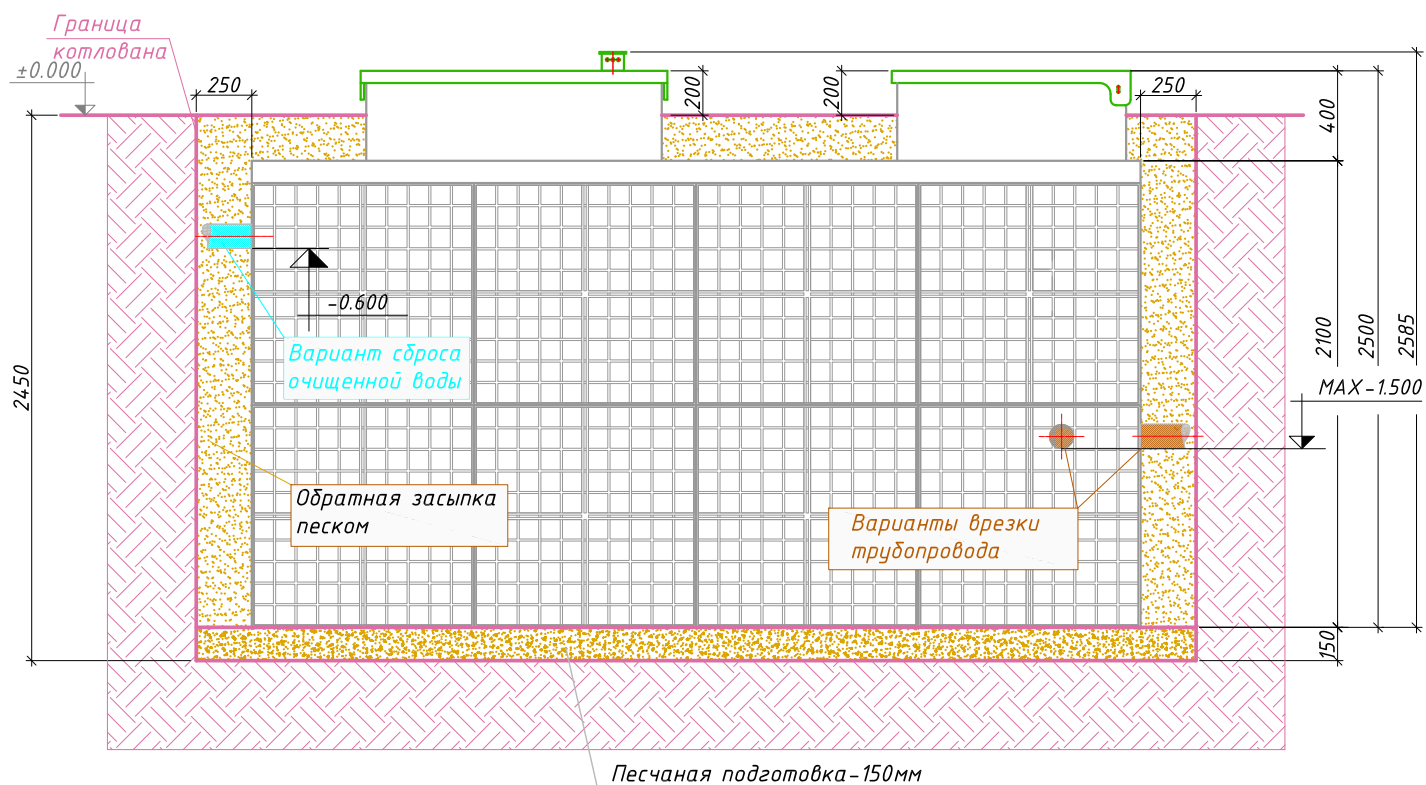 Граница
котлована
±0.000
250
200
200
250
400
-0.600
Вариант сброса
очищенной воды
2450
2100
2500
2585
MAX-1.500
Обратная засыпка
песком
Варианты врезки
трубопровода
150
Песчаная подготовка-150мм